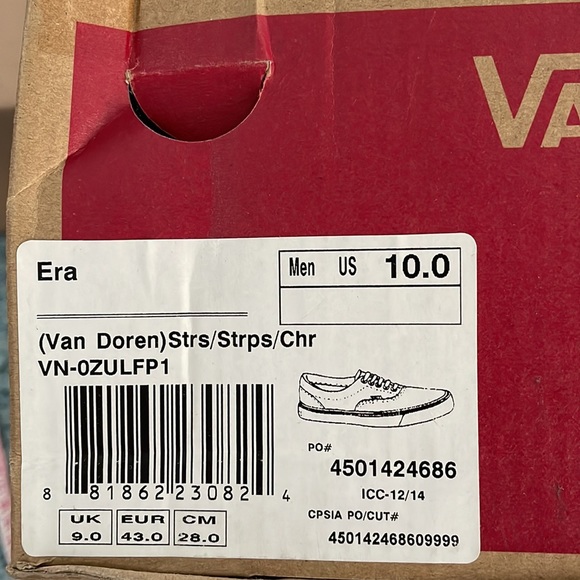 Era
Men US 10.0
(Van Doren)Strs/Strps/Chr
VN-0ZULFP1
PO#
4501424686
ICC-12/14
CPSIA PO/CUT#
450142468609999
8 81862 23082 4
UK EUR CM
9.0 43.0 28.0